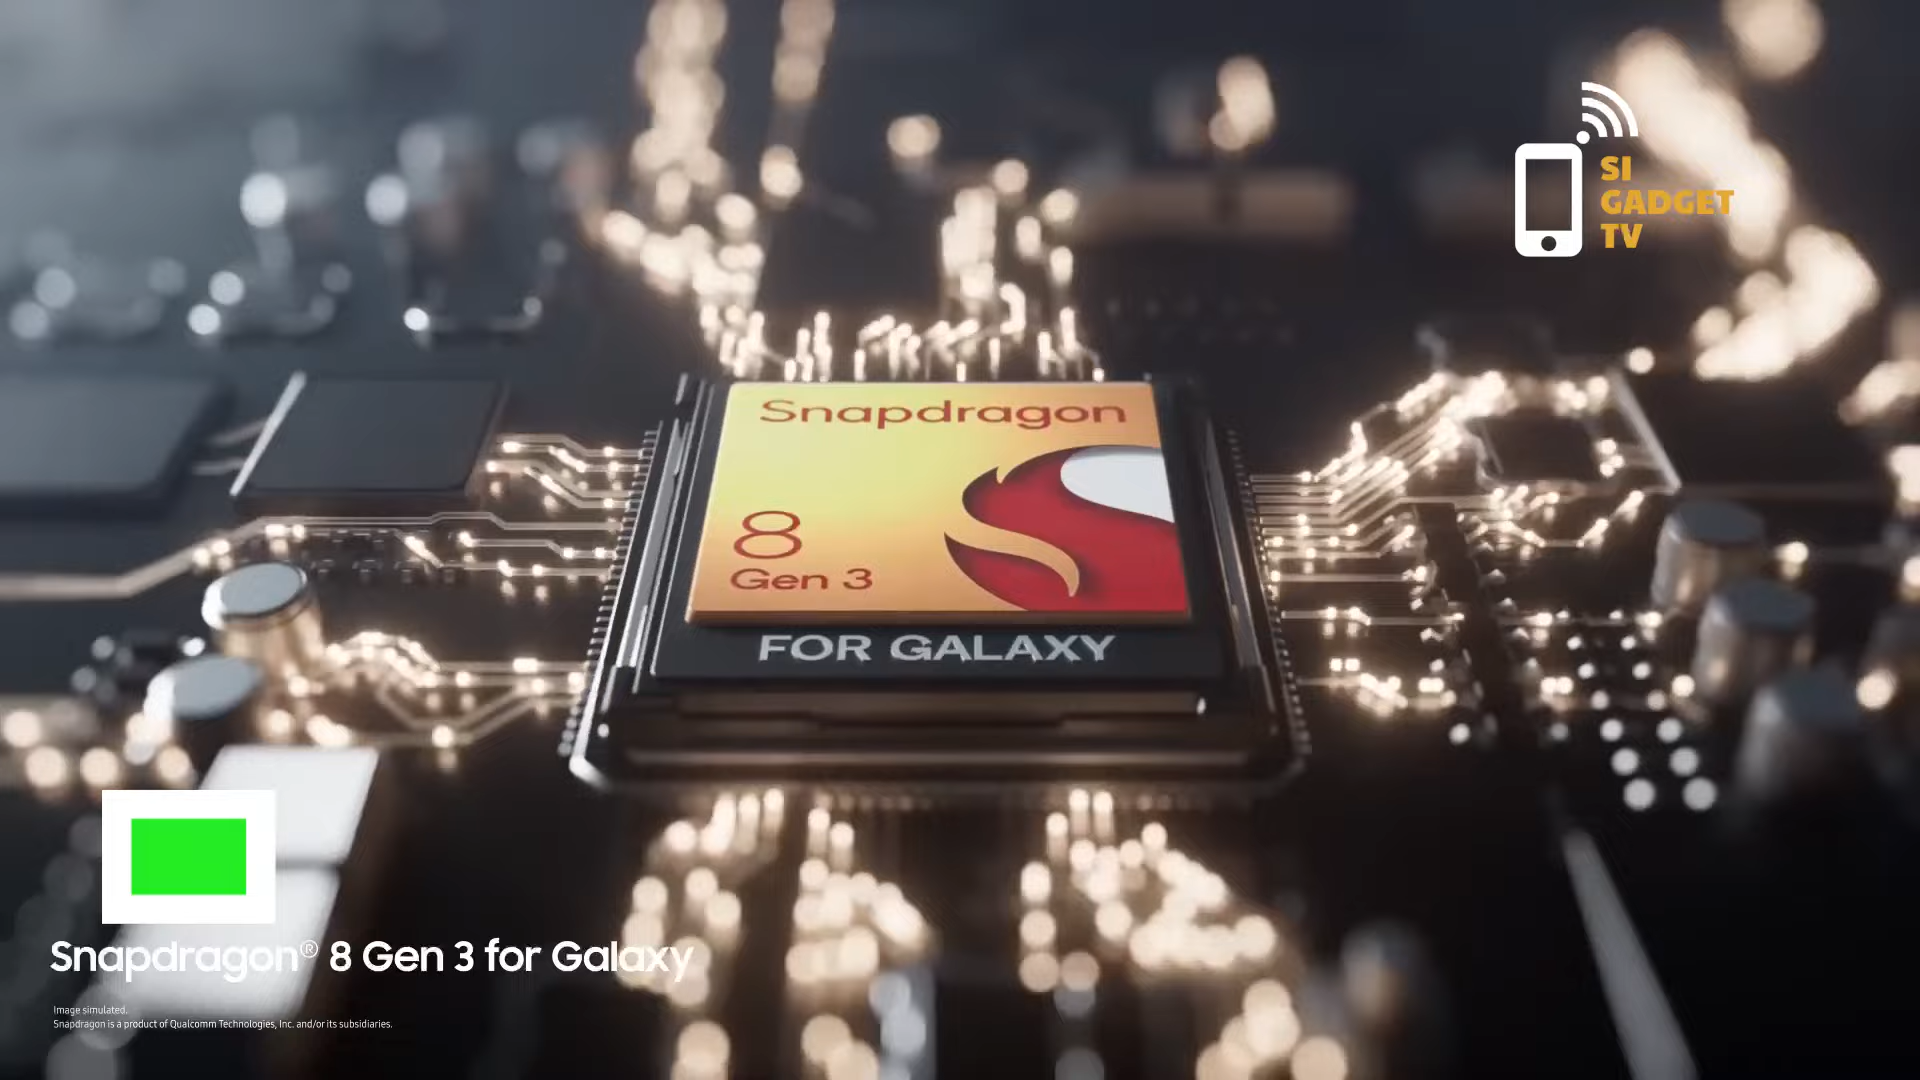 SI
GADGET
TV
Snapdragon
8
Gen 3
FOR GALAXY
Snapdragon® 8 Gen 3 for Galaxy
Image simulated.
Snapdragon is a product of Qualcomm Technologies, Inc. and/or its subsidiaries.